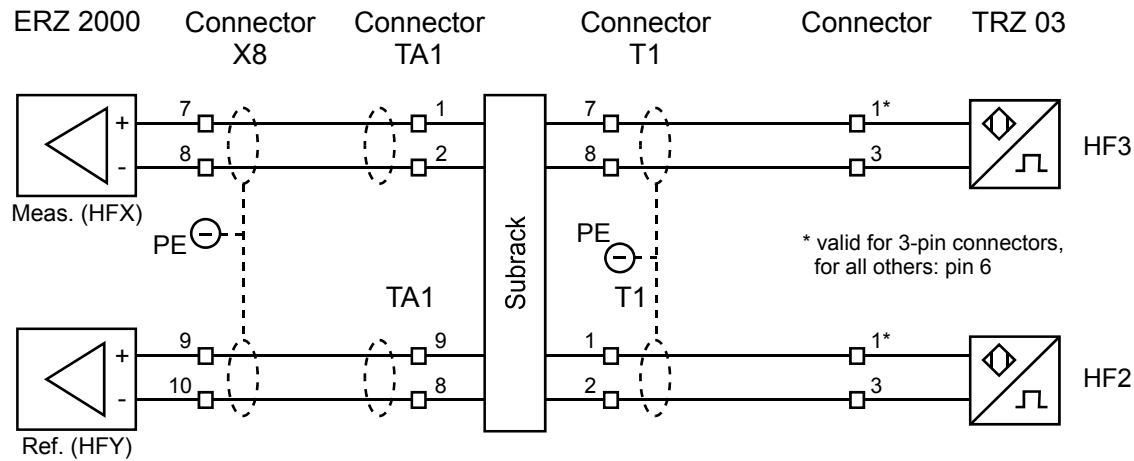 ERZ 2000
Connector
X8
Connector
TA1
Connector
T1
Connector
TRZ 03
+
7
1
7
1*
-
8
2
8
3
HF3
Meas. (HFX)
PE
Subrack
PE
* valid for 3-pin connectors,
for all others: pin 6
TA1
T1
+
9
9
1
1*
-
10
8
2
3
HF2
Ref. (HFY)